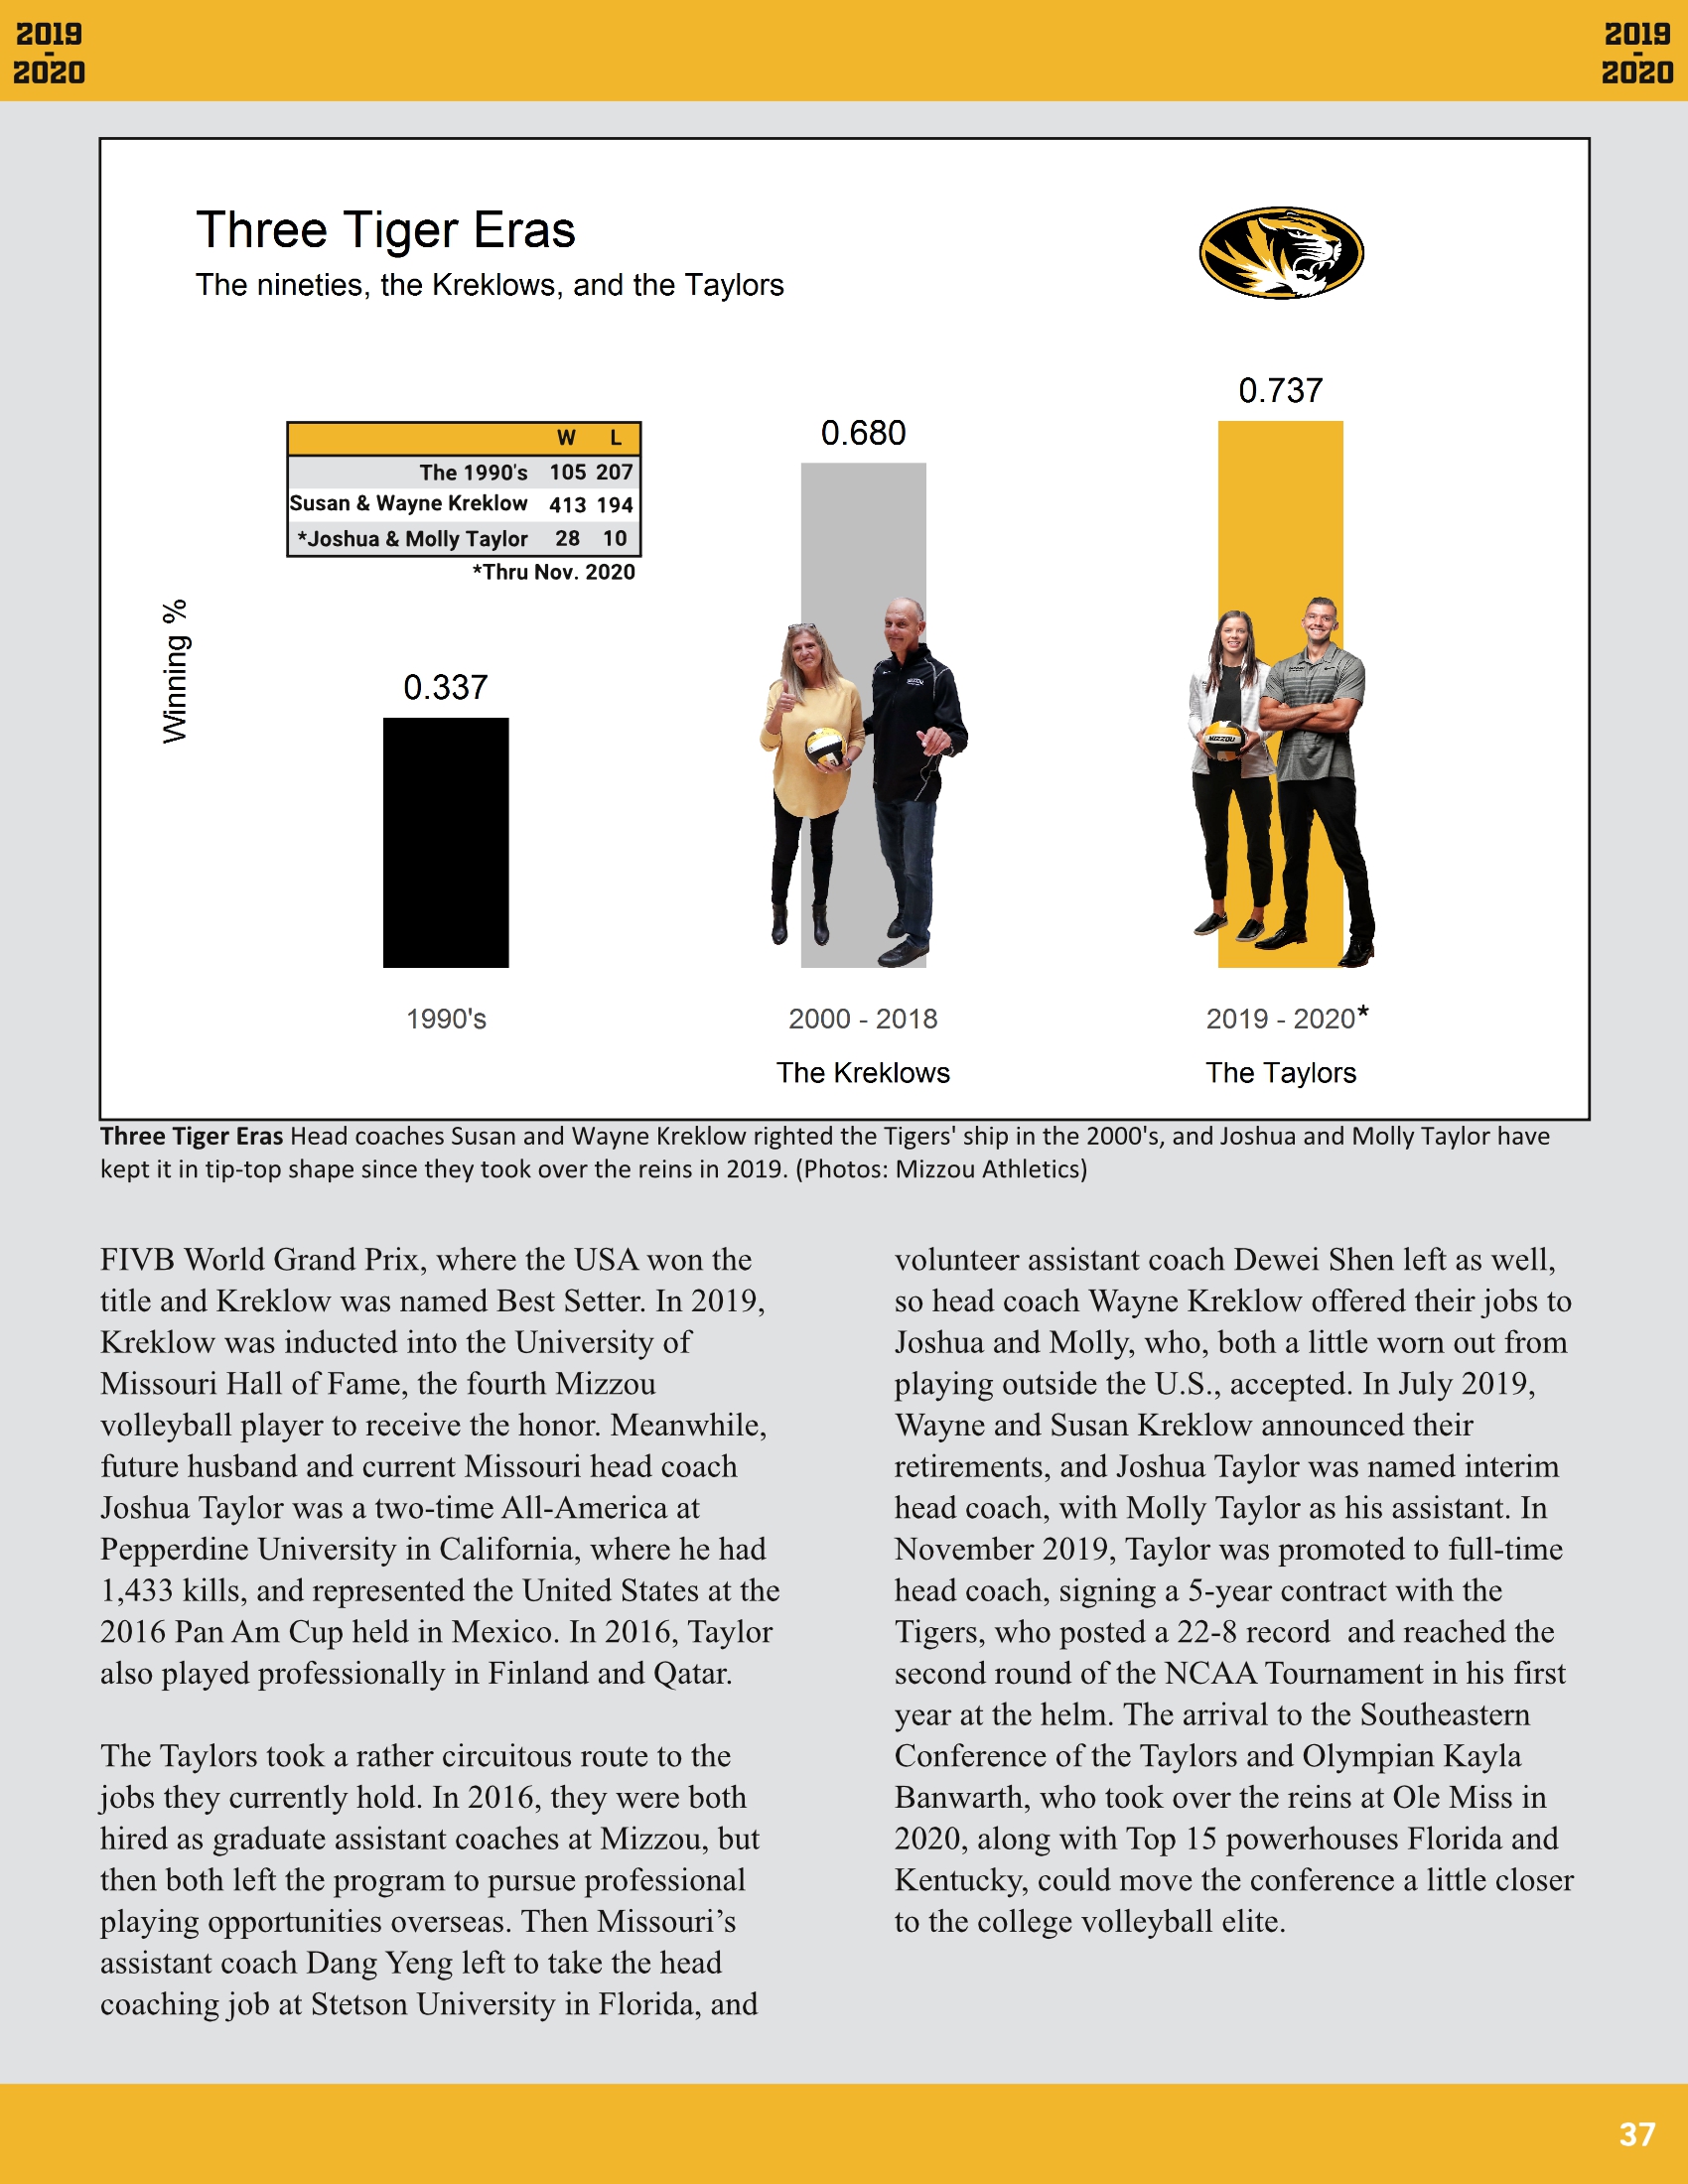 2019
-
2020
2019
-
2020
Three Tiger Eras
The nineties, the Kreklows, and the Taylors
W L
The 1990's 105 207
Susan & Wayne Kreklow 413 194
*Joshua & Molly Taylor 28 10
*Thru Nov. 2020
Winning %
0.337
0.680
0.737
MIZZOU
1990's
2000 - 2018
2019 - 2020*
The Kreklows
The Taylors
Three Tiger Eras Head coaches Susan and Wayne Kreklow righted the Tigers' ship in the 2000's, and Joshua and Molly Taylor have
kept it in tip-top shape since they took over the reins in 2019. (Photos: Mizzou Athletics)
FIVB World Grand Prix, where the USA won the
title and Kreklow was named Best Setter. In 2019,
Kreklow was inducted into the University of
Missouri Hall of Fame, the fourth Mizzou
volleyball player to receive the honor. Meanwhile,
future husband and current Missouri head coach
Joshua Taylor was a two-time All-America at
Pepperdine University in California, where he had
1,433 kills, and represented the United States at the
2016 Pan Am Cup held in Mexico. In 2016, Taylor
also played professionally in Finland and Qatar.
The Taylors took a rather circuitous route to the
jobs they currently hold. In 2016, they were both
hired as graduate assistant coaches at Mizzou, but
then both left the program to pursue professional
playing opportunities overseas. Then Missouri’s
assistant coach Dang Yeng left to take the head
coaching job at Stetson University in Florida, and
volunteer assistant coach Dewei Shen left as well,
so head coach Wayne Kreklow offered their jobs to
Joshua and Molly, who, both a little worn out from
playing outside the U.S., accepted. In July 2019,
Wayne and Susan Kreklow announced their
retirements, and Joshua Taylor was named interim
head coach, with Molly Taylor as his assistant. In
November 2019, Taylor was promoted to full-time
head coach, signing a 5-year contract with the
Tigers, who posted a 22-8 record  and reached the
second round of the NCAA Tournament in his first
year at the helm. The arrival to the Southeastern
Conference of the Taylors and Olympian Kayla
Banwarth, who took over the reins at Ole Miss in
2020, along with Top 15 powerhouses Florida and
Kentucky, could move the conference a little closer
to the college volleyball elite.
37